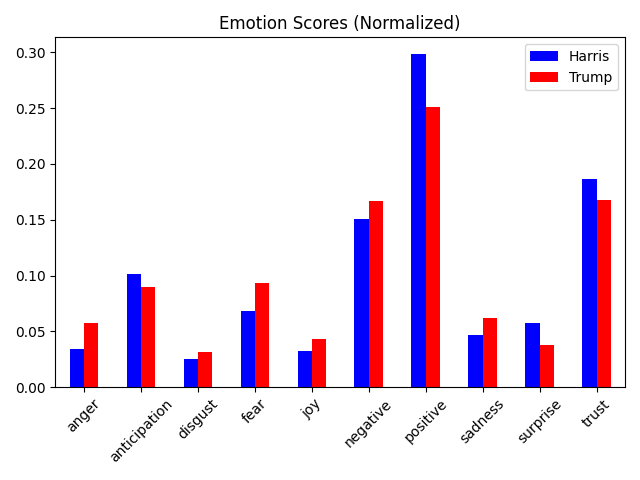 Emotion Scores (Normalized)
Harris
Trump
0.30
0.25
0.20
0.15
0.10
0.05
0.00
anger
anticipation
disgust
fear
joy
negative
positive
sadness
surprise
trust